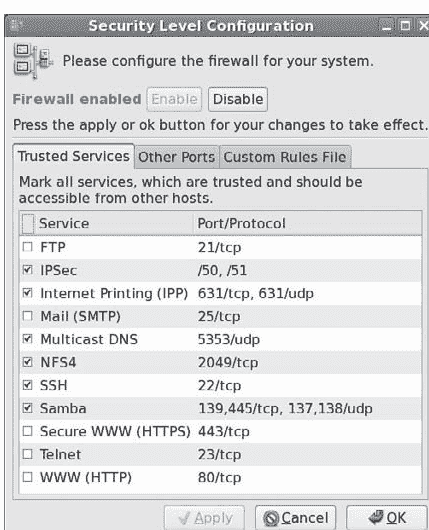 Security Level Configuration
Please configure the firewall for your system.
Firewall enabled Enable Disable
Press the apply or ok button for your changes to take effect.
Trusted Services Other Ports Custom Rules File
Mark all services, which are trusted and should be
accessible from other hosts.
Service Port/Protocol
FTP 21/tcp
IPSec /50, /51
Internet Printing (IPP) 631/tcp, 631/udp
Mail (SMTP) 25/tcp
Multicast DNS 5353/udp
NFS4 2049/tcp
SSH 22/tcp
Samba 139,445/tcp, 137,138/udp
Secure WWW (HTTPS) 443/tcp
Telnet 23/tcp
WWW (HTTP) 80/tcp
Apply Cancel OK